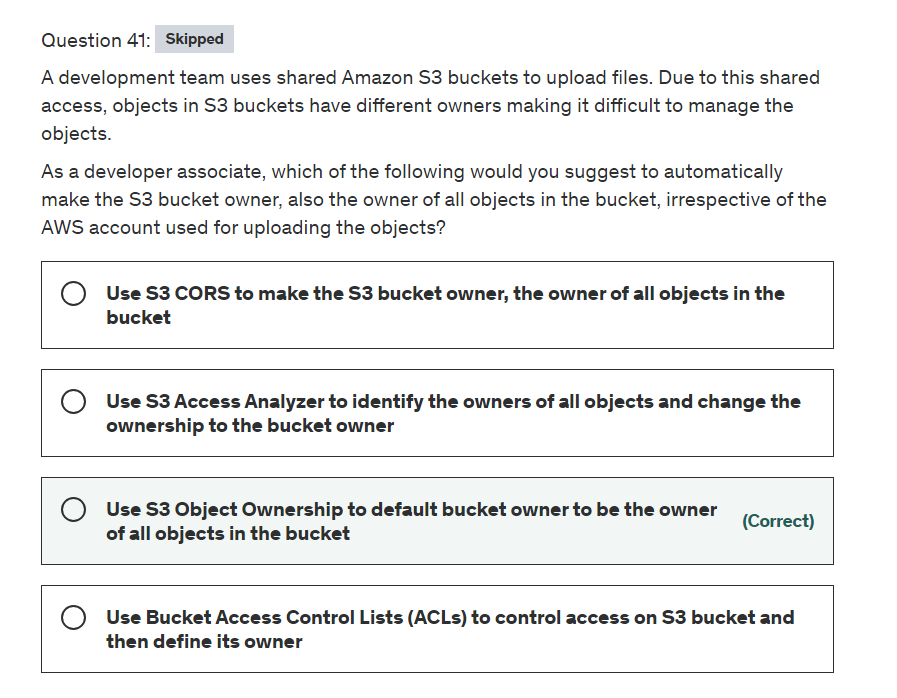 Question 41: Skipped
A development team uses shared Amazon S3 buckets to upload files. Due to this shared
access, objects in S3 buckets have different owners making it difficult to manage the
objects.
As a developer associate, which of the following would you suggest to automatically
make the S3 bucket owner, also the owner of all objects in the bucket, irrespective of the
AWS account used for uploading the objects?
Use S3 CORS to make the S3 bucket owner, the owner of all objects in the
bucket
Use S3 Access Analyzer to identify the owners of all objects and change the
ownership to the bucket owner
Use S3 Object Ownership to default bucket owner to be the owner
of all objects in the bucket
(Correct)
Use Bucket Access Control Lists (ACLs) to control access on S3 bucket and
then define its owner